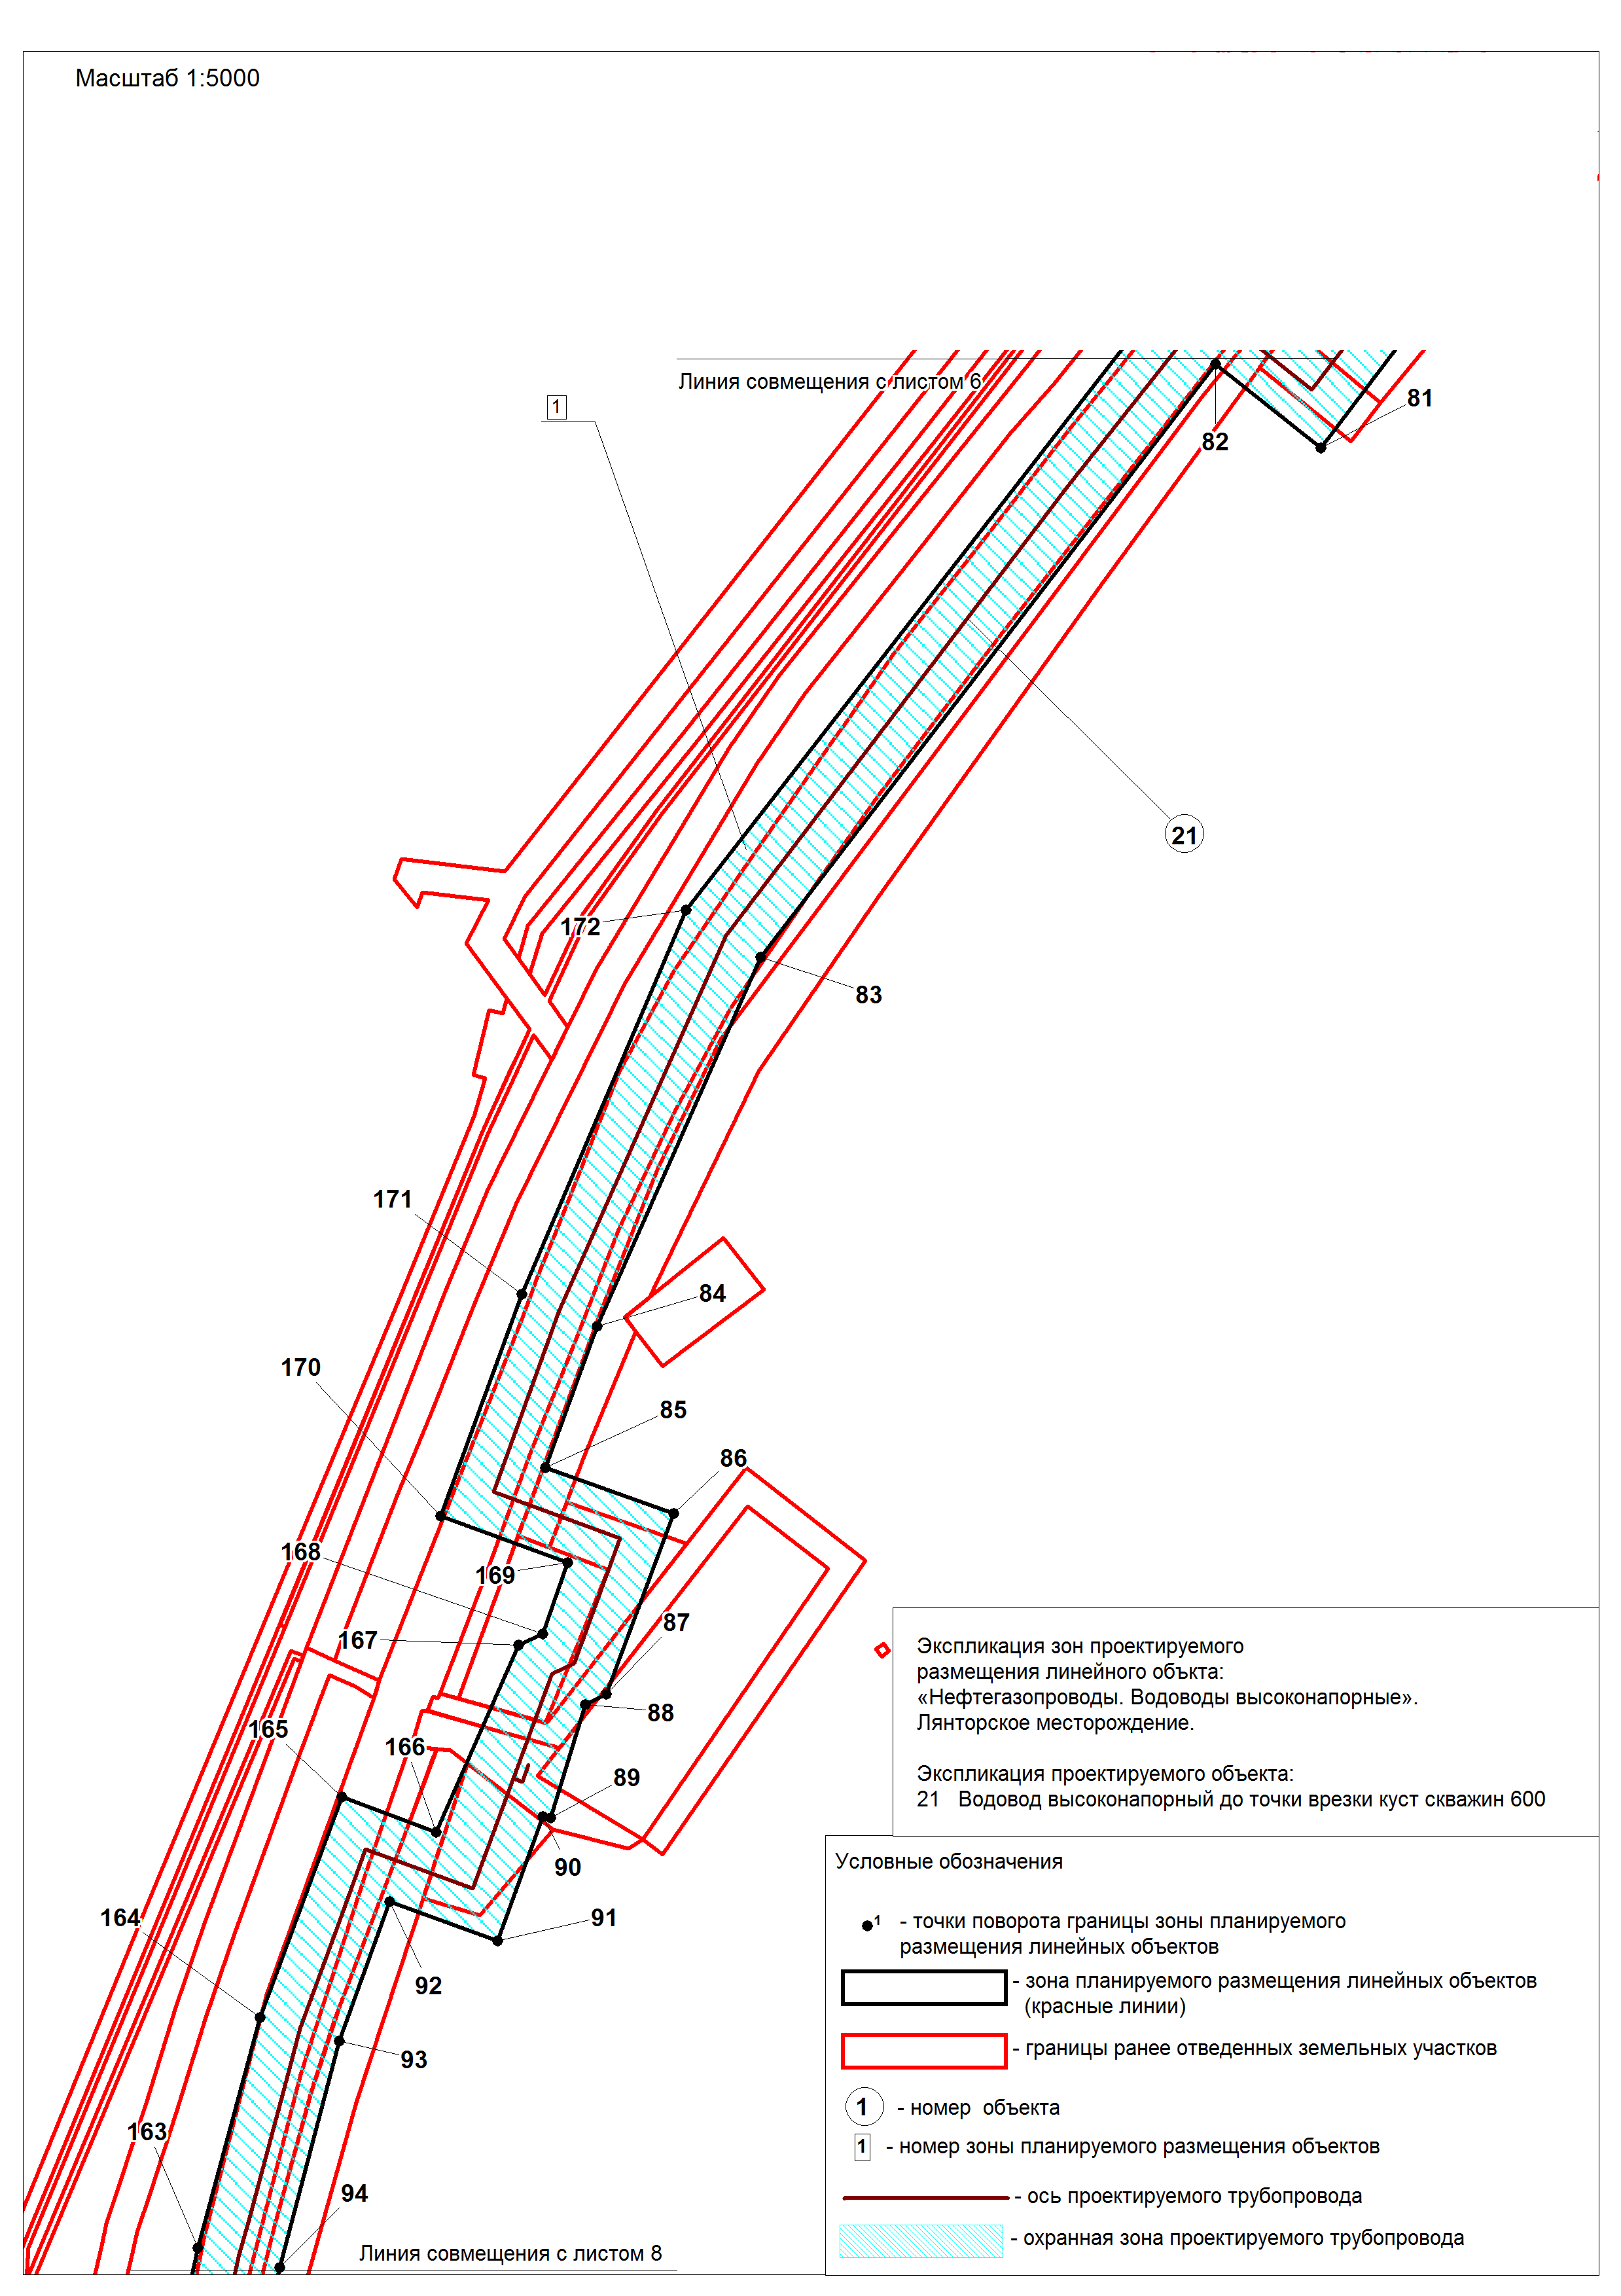 Масштаб 1:5000
Линия совмещения с листом 6
1
81
82
21
172
83
171
84
170
85
86
168
169
87
167
88
165
166
89
90
164
91
92
93
163
94
Линия совмещения с листом 8
Экспликация зон проектируемого
размещения линейного объкта:
«Нефтегазопроводы. Водоводы высоконапорные».
Лянторское месторождение.
Экспликация проектируемого объекта:
21 Водовод высоконапорный до точки врезки куст скважин 600
Условные обозначения
1 - точки поворота границы зоны планируемого
размещения линейных объектов
- зона планируемого размещения линейных объектов
(красные линии)
- границы ранее отведенных земельных участков
1 - номер объекта
1 - номер зоны планируемого размещения объектов
- ось проектируемого трубопровода
- охранная зона проектируемого трубопровода